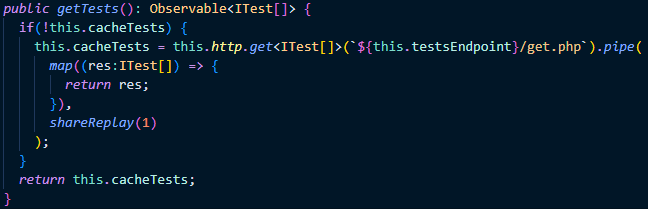 public getTests(): Observable<ITest[]> {
if(!this.cacheTests) {
this.cacheTests = this.http.get<ITest[]>(`${this.testsEndpoint}/get.php`).pipe(
map((res:ITest[]) => {
return res;
}),
shareReplay(1)
);
}
return this.cacheTests;
}